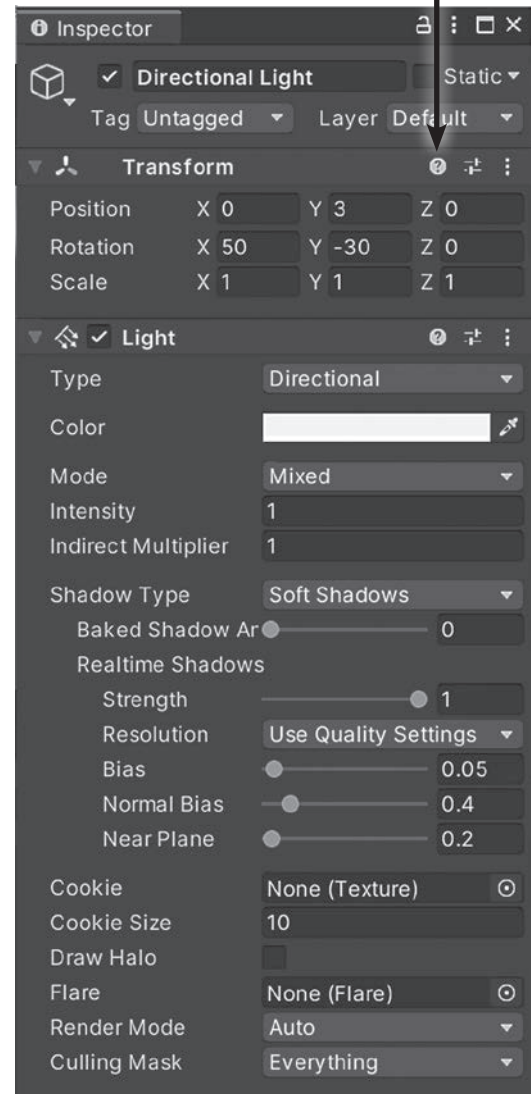 Inspector
Directional Light Static
Tag Untagged Layer Default
Transform
Position X 0 Y 3 Z 0
Rotation X 50 Y -30 Z 0
Scale X 1 Y 1 Z 1
Light
Type Directional
Color
Mode Mixed
Intensity 1
Indirect Multiplier 1
Shadow Type Soft Shadows
Baked Shadow Ar 0
Realtime Shadows
Strength 1
Resolution Use Quality Settings
Bias 0.05
Normal Bias 0.4
Near Plane 0.2
Cookie None (Texture)
Cookie Size 10
Draw Halo
Flare None (Flare)
Render Mode Auto
Culling Mask Everything